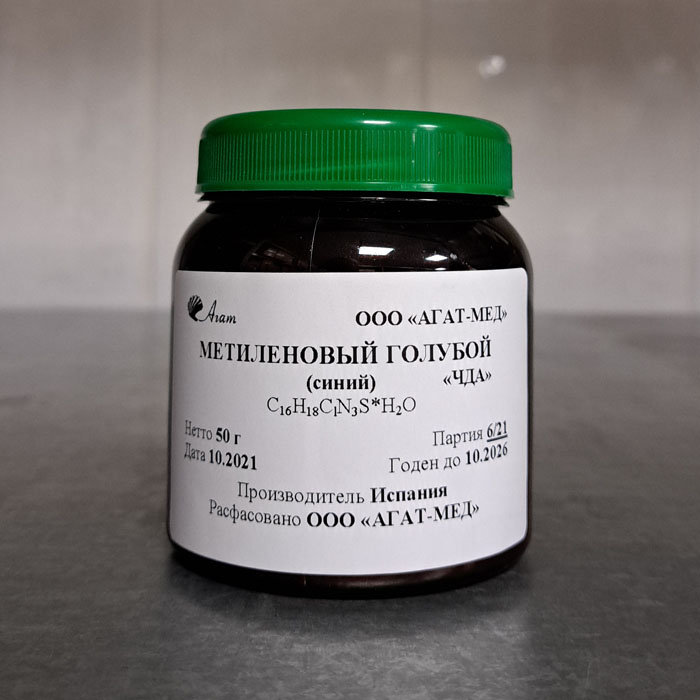 Агат
ООО «АГАТ-МЕД»
МЕТИЛЕНОВЫЙ ГОЛУБОЙ
(синий) «ЧДА»
C₁₆H₁₈ClN₃S*H₂O
Нетто 50 г Партия 6/21
Дата 10.2021 Годен до 10.2026
Производитель Испания
Расфасовано ООО «АГАТ-МЕД»